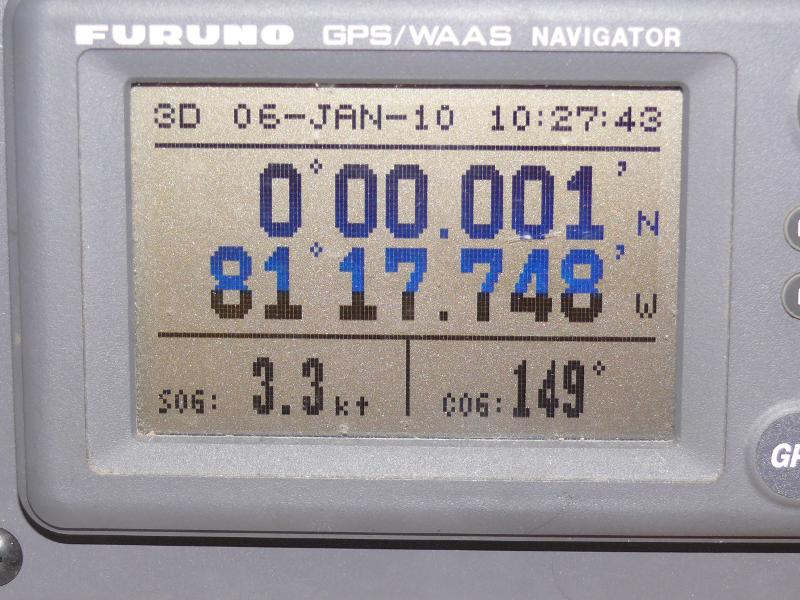 FURUNO GPS/WAAS NAVIGATOR
3D 06-JAN-10 10:27:43
0°00.001' N
81°17.748' W
SOG: 3.3kt COG: 149°